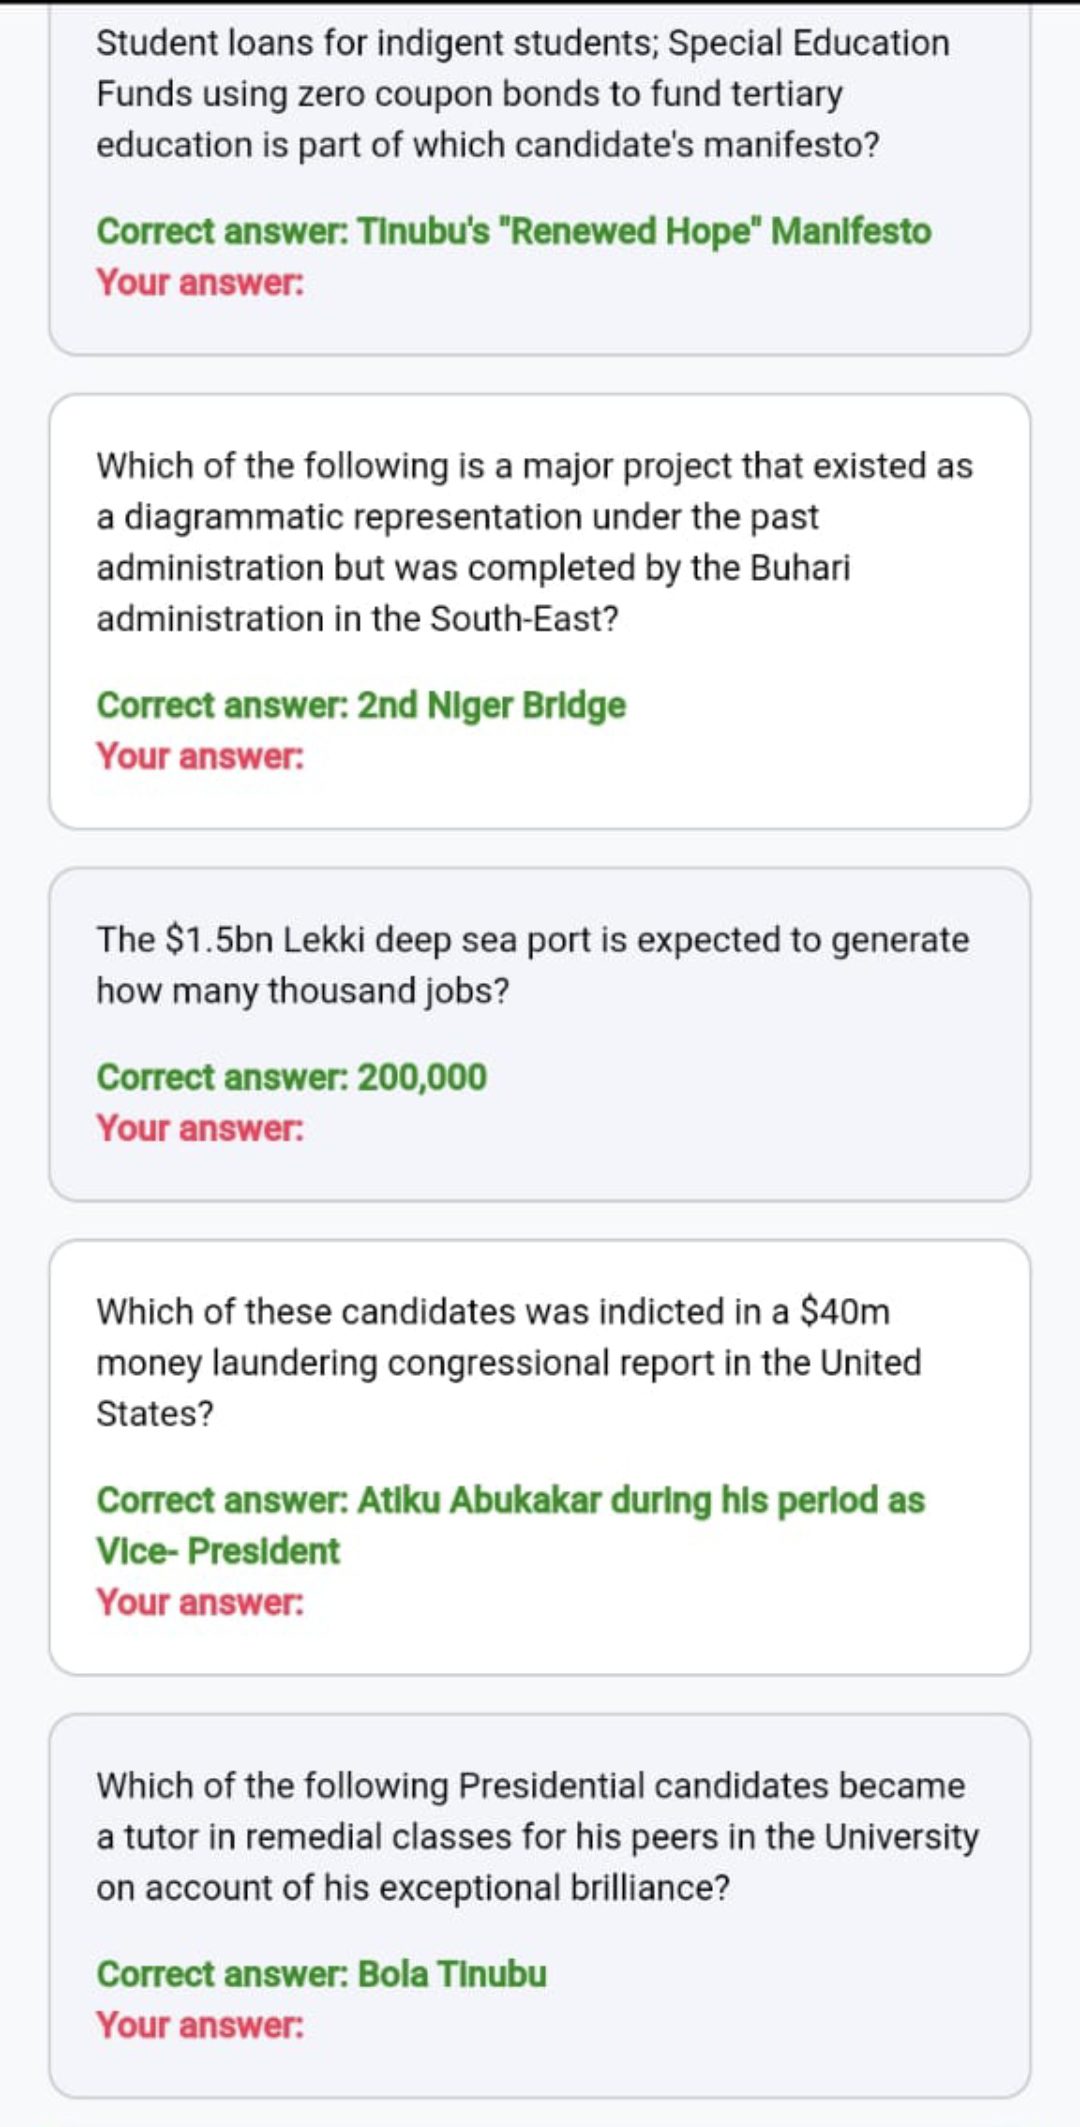 Student loans for indigent students; Special Education
Funds using zero coupon bonds to fund tertiary
education is part of which candidate's manifesto?
Correct answer: Tinubu's "Renewed Hope" Manifesto
Your answer:
Which of the following is a major project that existed as
a diagrammatic representation under the past
administration but was completed by the Buhari
administration in the South-East?
Correct answer: 2nd Niger Bridge
Your answer:
The $1.5bn Lekki deep sea port is expected to generate
how many thousand jobs?
Correct answer: 200,000
Your answer:
Which of these candidates was indicted in a $40m
money laundering congressional report in the United
States?
Correct answer: Atiku Abukakar during his period as
Vice- President
Your answer:
Which of the following Presidential candidates became
a tutor in remedial classes for his peers in the University
on account of his exceptional brilliance?
Correct answer: Bola Tinubu
Your answer: